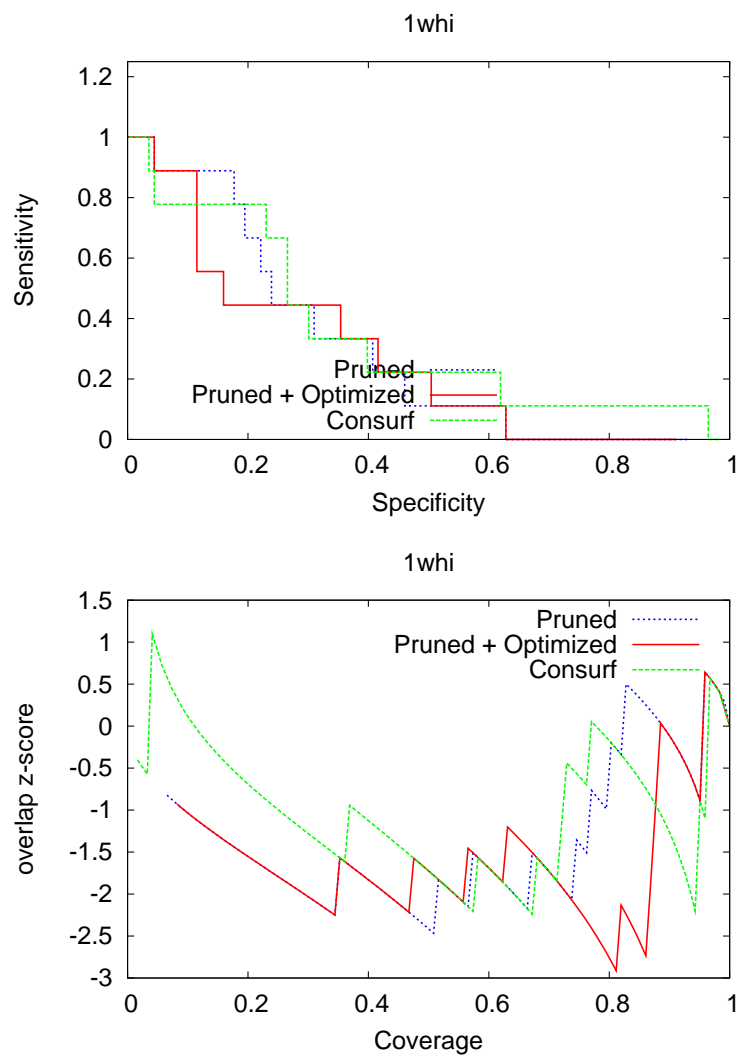 1whi
1.2
1
0.8
0.6
0.4
0.2
0
Sensitivity
Pruned
Pruned + Optimized
Consurf
0 0.2 0.4 0.6 0.8 1
Specificity
1whi
1.5
1
0.5
0
-0.5
-1
-1.5
-2
-2.5
-3
overlap z-score
Pruned
Pruned + Optimized
Consurf
0 0.2 0.4 0.6 0.8 1
Coverage